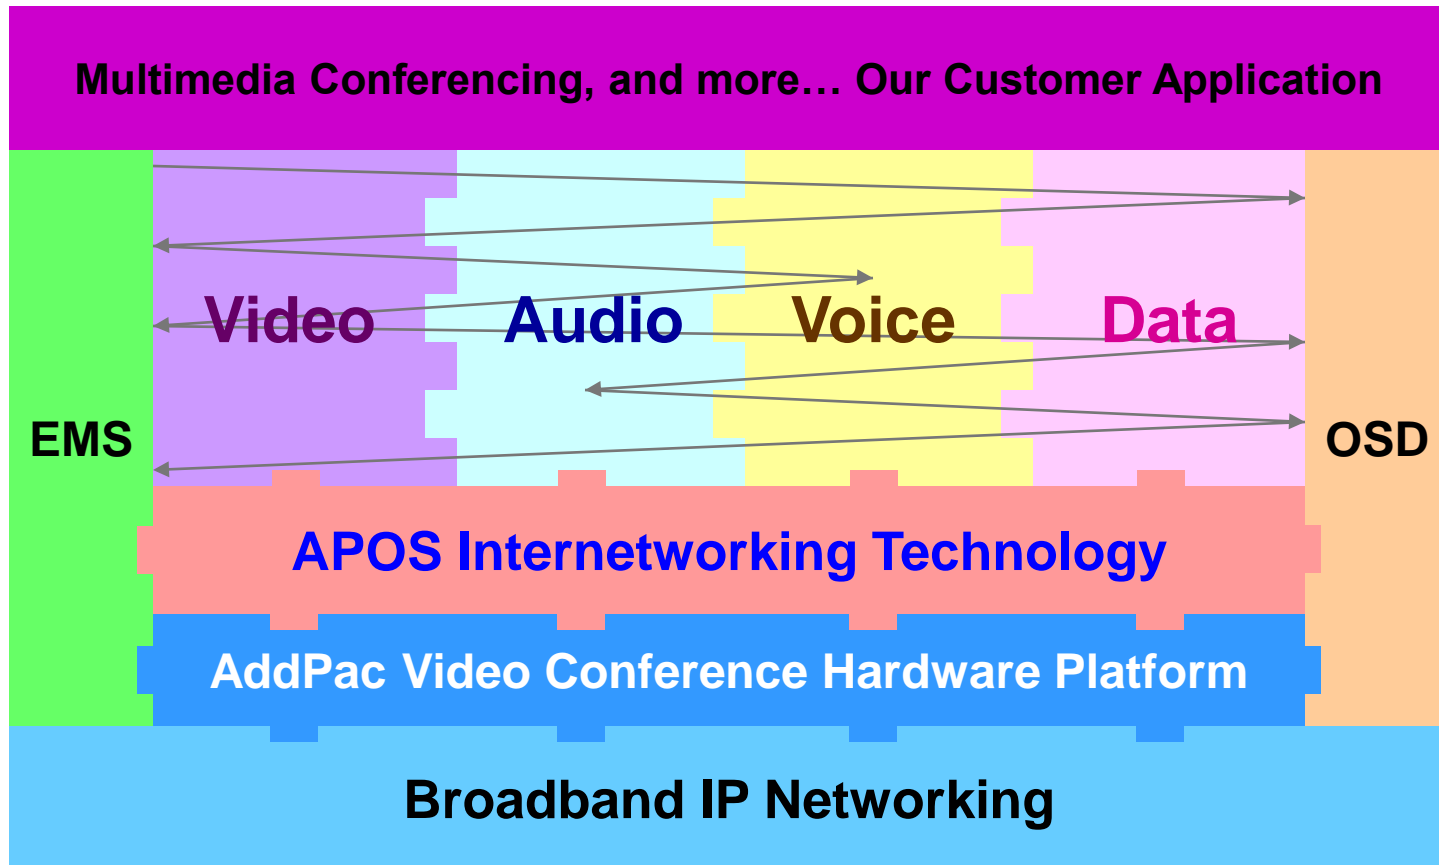 Multimedia Conferencing, and more… Our Customer Application
Video Audio Voice Data
EMS
OSD
APOS Internetworking Technology
AddPac Video Conference Hardware Platform
Broadband IP Networking